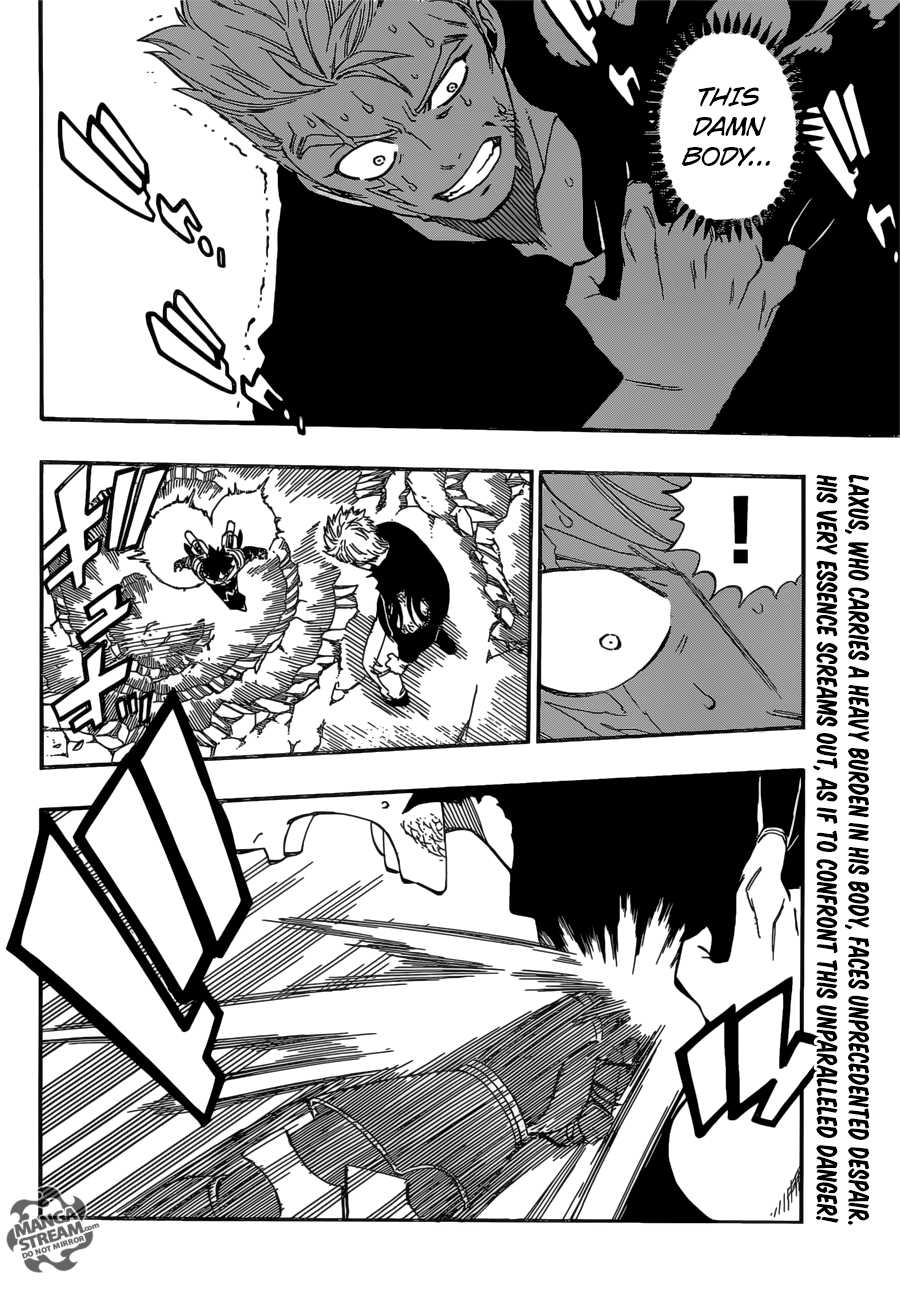 THIS
DAMN
BODY...
!
LAXUS, WHO CARRIES A HEAVY BURDEN IN HIS BODY, FACES UNPRECEDENTED DESPAIR.
HIS VERY ESSENCE SCREAMS OUT, AS IF TO CONFRONT THIS UNPARALLELED DANGER!
MANGA
STREAM.com
DO NOT MIRROR